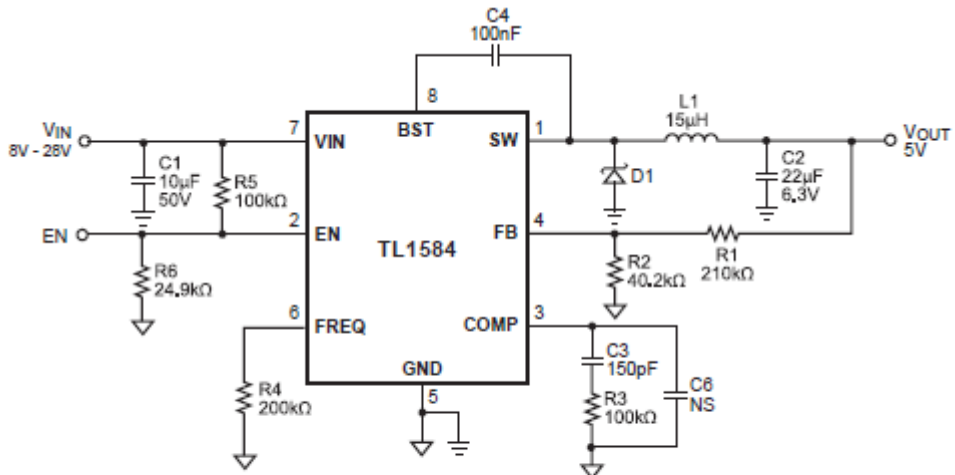 C4
100nF
8
BST
VIN
8V - 28V
7
VIN
SW
1
L1
15µH
VOUT
5V
C1
10µF
50V
R5
100kΩ
D1
C2
22µF
6.3V
EN
2
EN
TL1584
FB
4
R1
210kΩ
R6
24.9kΩ
R2
40.2kΩ
6
FREQ
COMP
3
R4
200kΩ
GND
5
C3
150pF
R3
100kΩ
C6
NS